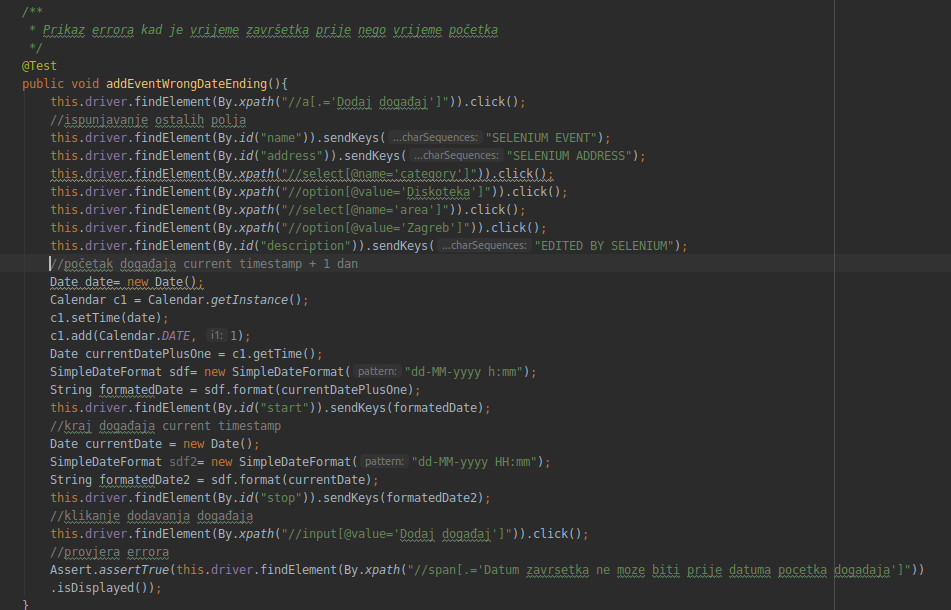 /**
 * Prikaz errora kad je vrijeme završetka prije nego vrijeme početka
 */
@Test
public void addEventWrongDateEnding(){
this.driver.findElement(By.xpath("//a[.='Dodaj događaj']")).click();
//ispunjavanje ostalih polja
this.driver.findElement(By.id("name")).sendKeys( ...charSequences: "SELENIUM EVENT");
this.driver.findElement(By.id("address")).sendKeys( ...charSequences: "SELENIUM ADDRESS");
this.driver.findElement(By.xpath("//select[@name='category']")).click();
this.driver.findElement(By.xpath("//option[@value='Diskoteka']")).click();
this.driver.findElement(By.xpath("//select[@name='area']")).click();
this.driver.findElement(By.xpath("//option[@value='Zagreb']")).click();
this.driver.findElement(By.id("description")).sendKeys( ...charSequences: "EDITED BY SELENIUM");
//početak događaja current timestamp + 1 dan
Date date= new Date();
Calendar c1 = Calendar.getInstance();
c1.setTime(date);
c1.add(Calendar.DATE, i1: 1);
Date currentDatePlusOne = c1.getTime();
SimpleDateFormat sdf= new SimpleDateFormat( pattern: "dd-MM-yyyy h:mm");
String formatedDate = sdf.format(currentDatePlusOne);
this.driver.findElement(By.id("start")).sendKeys(formatedDate);
//kraj događaja current timestamp
Date currentDate = new Date();
SimpleDateFormat sdf2= new SimpleDateFormat( pattern: "dd-MM-yyyy HH:mm");
String formatedDate2 = sdf.format(currentDate);
this.driver.findElement(By.id("stop")).sendKeys(formatedDate2);
//klikanje dodavanja događaja
this.driver.findElement(By.xpath("//input[@value='Dodaj događaj']")).click();
//provjera errora
Assert.assertTrue(this.driver.findElement(By.xpath("//span[.='Datum zavrsetka ne moze biti prije datuma pocetka dogadaja']"))
.isDisplayed());
}